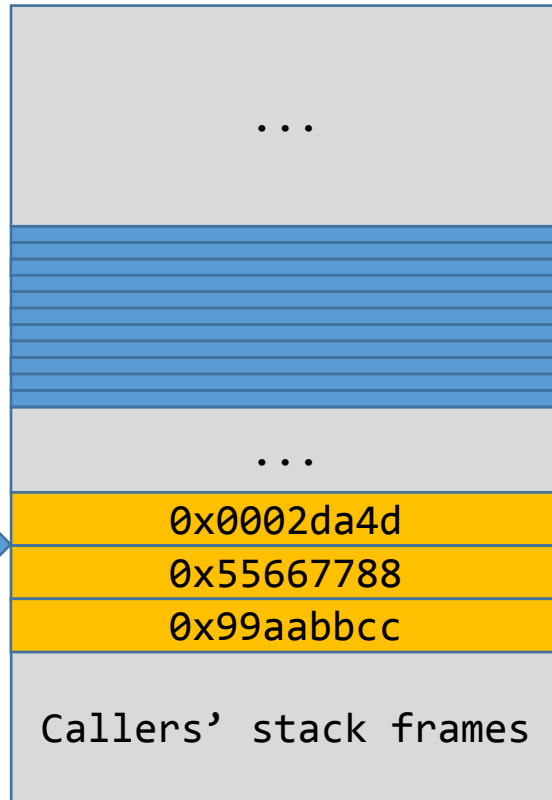 ...
...
0x0002da4d
0x55667788
0x99aabbcc
Callers’ stack frames